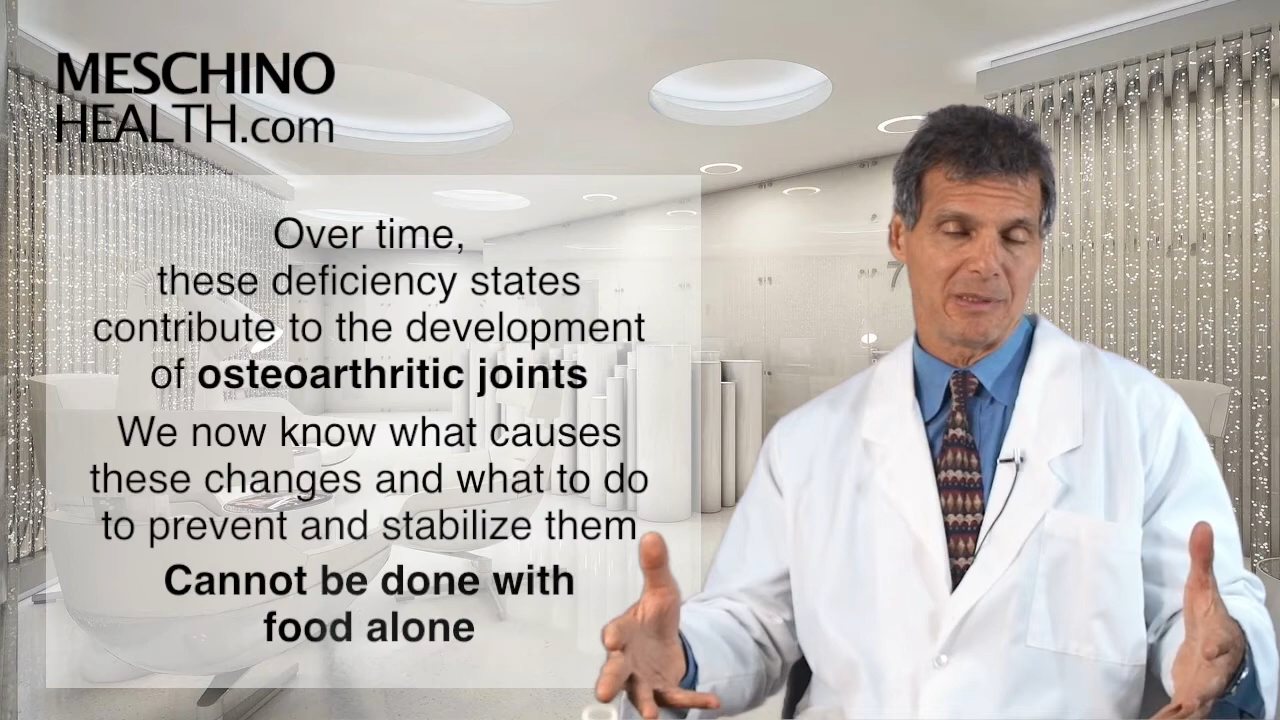 MESCHINO
HEALTH.com
Over time,
these deficiency states
contribute to the development
of osteoarthritic joints
We now know what causes
these changes and what to do
to prevent and stabilize them
Cannot be done with
food alone
7